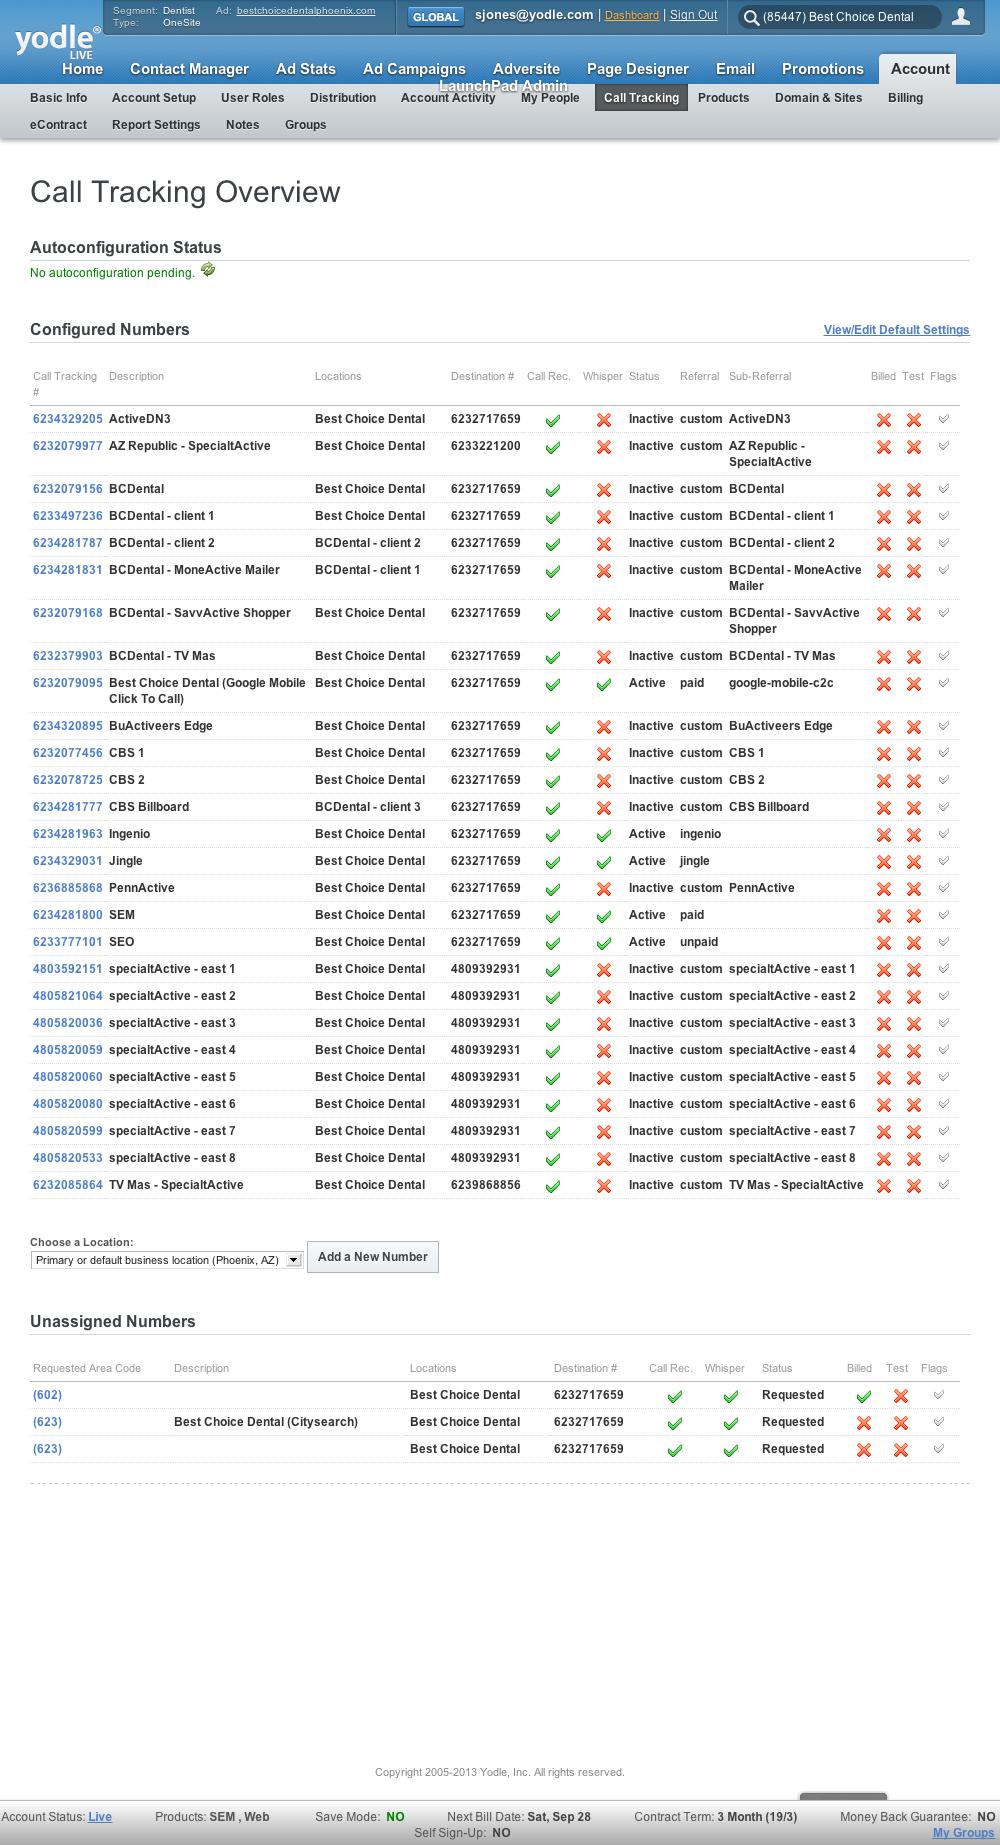 Segment: Dentist Ad: bestchoicedentalphoenix.com
Type: OneSite
GLOBAL sjones@yodle.com | Dashboard | Sign Out
(85447) Best Choice Dental
yodle®
LIVE
Home Contact Manager Ad Stats Ad Campaigns Adversite Page Designer Email Promotions Account
LaunchPad Admin
Basic Info Account Setup User Roles Distribution Account Activity My People Call Tracking Products Domain & Sites Billing
eContract Report Settings Notes Groups
Call Tracking Overview
Autoconfiguration Status
No autoconfiguration pending.
Configured Numbers View/Edit Default Settings
Call Tracking # Description Locations Destination # Call Rec. Whisper Status Referral Sub-Referral Billed Test Flags
6234329205 ActiveDN3 Best Choice Dental 6232717659 Inactive custom ActiveDN3
6232079977 AZ Republic - SpecialtActive Best Choice Dental 6233221200 Inactive custom AZ Republic -
SpecialtActive
6232079156 BCDental Best Choice Dental 6232717659 Inactive custom BCDental
6233497236 BCDental - client 1 Best Choice Dental 6232717659 Inactive custom BCDental - client 1
6234281787 BCDental - client 2 BCDental - client 2 6232717659 Inactive custom BCDental - client 2
6234281831 BCDental - MoneActive Mailer BCDental - client 1 6232717659 Inactive custom BCDental - MoneActive
Mailer
6232079168 BCDental - SavvActive Shopper Best Choice Dental 6232717659 Inactive custom BCDental - SavvActive
Shopper
6232379903 BCDental - TV Mas Best Choice Dental 6232717659 Inactive custom BCDental - TV Mas
6232079095 Best Choice Dental (Google Mobile Best Choice Dental 6232717659 Active paid google-mobile-c2c
Click To Call)
6234320895 BuActiveers Edge Best Choice Dental 6232717659 Inactive custom BuActiveers Edge
6232077456 CBS 1 Best Choice Dental 6232717659 Inactive custom CBS 1
6232078725 CBS 2 Best Choice Dental 6232717659 Inactive custom CBS 2
6234281777 CBS Billboard BCDental - client 3 6232717659 Inactive custom CBS Billboard
6234281963 Ingenio Best Choice Dental 6232717659 Active ingenio
6234329031 Jingle Best Choice Dental 6232717659 Active jingle
6236885868 PennActive Best Choice Dental 6232717659 Inactive custom PennActive
6234281800 SEM Best Choice Dental 6232717659 Active paid
6233777101 SEO Best Choice Dental 6232717659 Active unpaid
4803592151 specialtActive - east 1 Best Choice Dental 4809392931 Inactive custom specialtActive - east 1
4805821064 specialtActive - east 2 Best Choice Dental 4809392931 Inactive custom specialtActive - east 2
4805820036 specialtActive - east 3 Best Choice Dental 4809392931 Inactive custom specialtActive - east 3
4805820059 specialtActive - east 4 Best Choice Dental 4809392931 Inactive custom specialtActive - east 4
4805820060 specialtActive - east 5 Best Choice Dental 4809392931 Inactive custom specialtActive - east 5
4805820080 specialtActive - east 6 Best Choice Dental 4809392931 Inactive custom specialtActive - east 6
4805820599 specialtActive - east 7 Best Choice Dental 4809392931 Inactive custom specialtActive - east 7
4805820533 specialtActive - east 8 Best Choice Dental 4809392931 Inactive custom specialtActive - east 8
6232085864 TV Mas - SpecialtActive Best Choice Dental 6239868856 Inactive custom TV Mas - SpecialtActive
Choose a Location:
Primary or default business location (Phoenix, AZ) Add a New Number
Unassigned Numbers
Requested Area Code Description Locations Destination # Call Rec. Whisper Status Billed Test Flags
(602) Best Choice Dental 6232717659 Requested
(623) Best Choice Dental (Citysearch) Best Choice Dental 6232717659 Requested
(623) Best Choice Dental 6232717659 Requested
Copyright 2005-2013 Yodle, Inc. All rights reserved.
Account Status: Live Products: SEM , Web Save Mode: NO Next Bill Date: Sat, Sep 28 Contract Term: 3 Month (19/3) Money Back Guarantee: NO
Self Sign-Up: NO My Groups